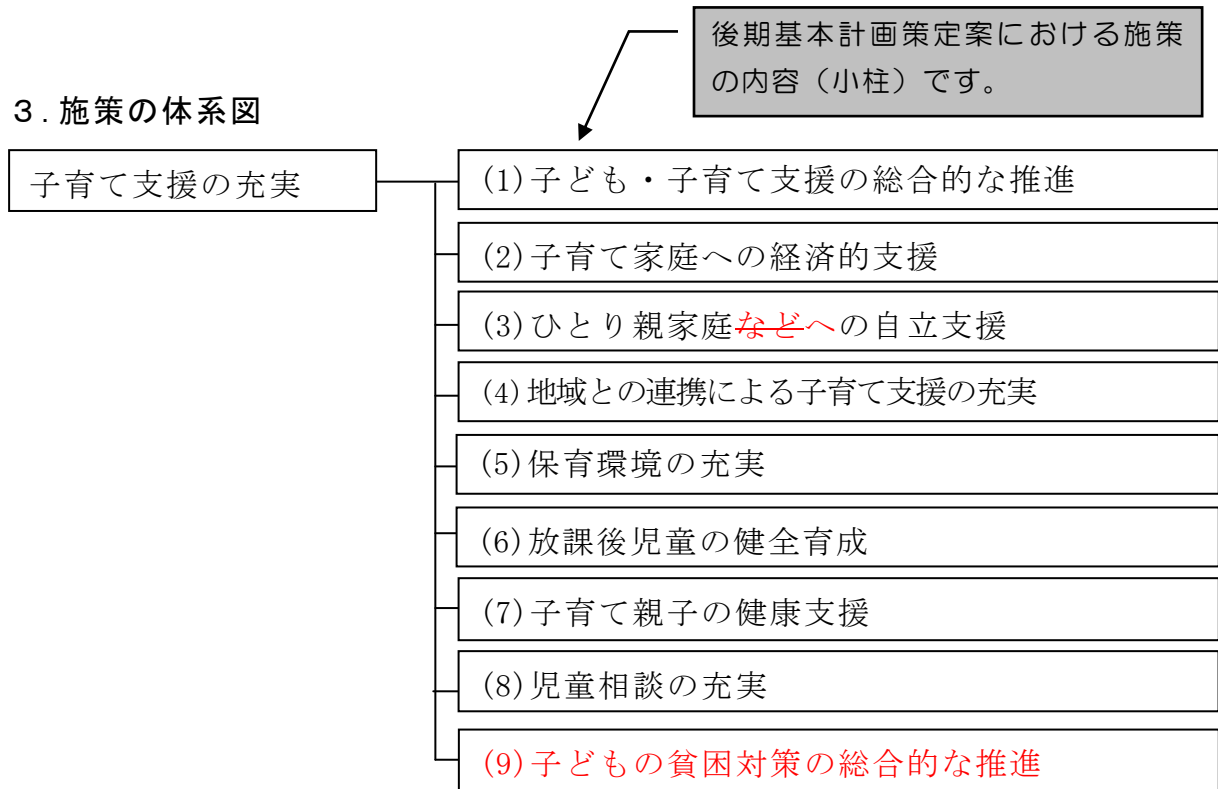 後期基本計画策定案における施策
の内容（小柱）です。
３．施策の体系図
子育て支援の充実
(1)子ども・子育て支援の総合的な推進
(2)子育て家庭への経済的支援
(3)ひとり親家庭などへの自立支援
(4)地域との連携による子育て支援の充実
(5)保育環境の充実
(6)放課後児童の健全育成
(7)子育て親子の健康支援
(8)児童相談の充実
(9)子どもの貧困対策の総合的な推進